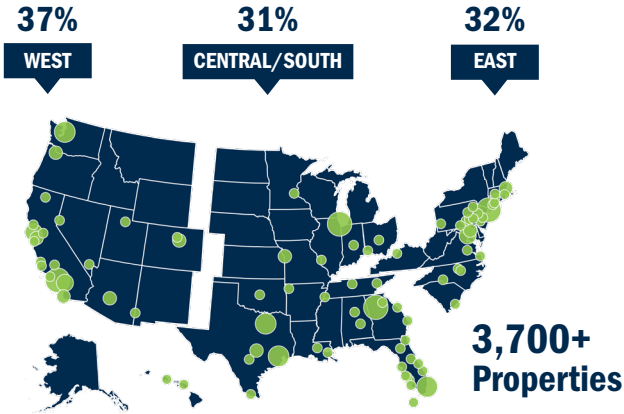 37%
31%
32%
WEST
CENTRAL/SOUTH
EAST
3,700+
Properties